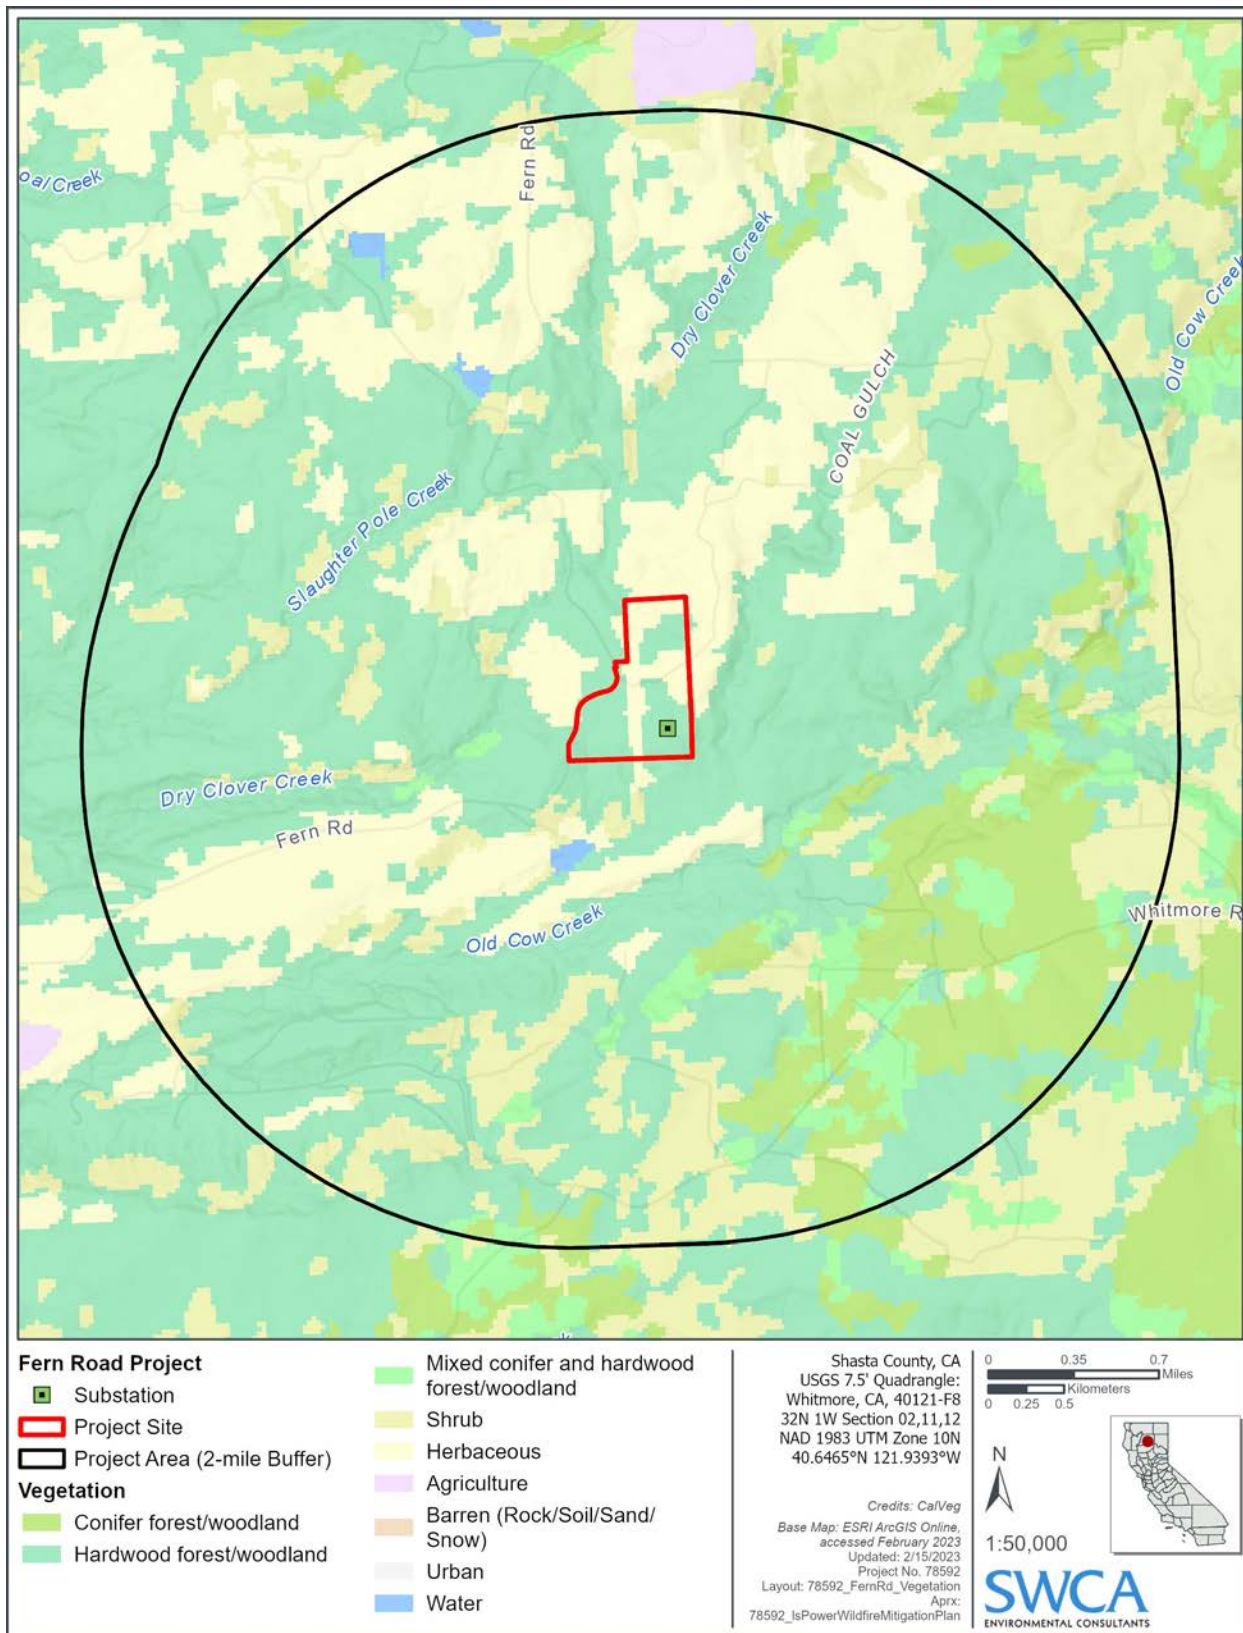 Fern Rd
oal Creek
Dry Clover Creek
Old Cow Creek
COAL GULCH
Slaughter Pole Creek
Dry Clover Creek
Fern Rd
Whitmore R
Old Cow Creek
k
Fern Road Project
Substation
Project Site
Project Area (2-mile Buffer)
Vegetation
Conifer forest/woodland
Hardwood forest/woodland
Mixed conifer and hardwood
forest/woodland
Shrub
Herbaceous
Agriculture
Barren (Rock/Soil/Sand/
Snow)
Urban
Water
Shasta County, CA
USGS 7.5' Quadrangle:
Whitmore, CA, 40121-F8
32N 1W Section 02,11,12
NAD 1983 UTM Zone 10N
40.6465°N 121.9393°W
Credits: CalVeg
Base Map: ESRI ArcGIS Online,
accessed February 2023
Updated: 2/15/2023
Project No. 78592
Layout: 78592_FernRd_Vegetation
Aprx:
78592_IsPowerWildfireMitigationPlan
0 0.35 0.7
Miles
Kilometers
0 0.25 0.5
N
1:50,000
SWCA
ENVIRONMENTAL CONSULTANTS